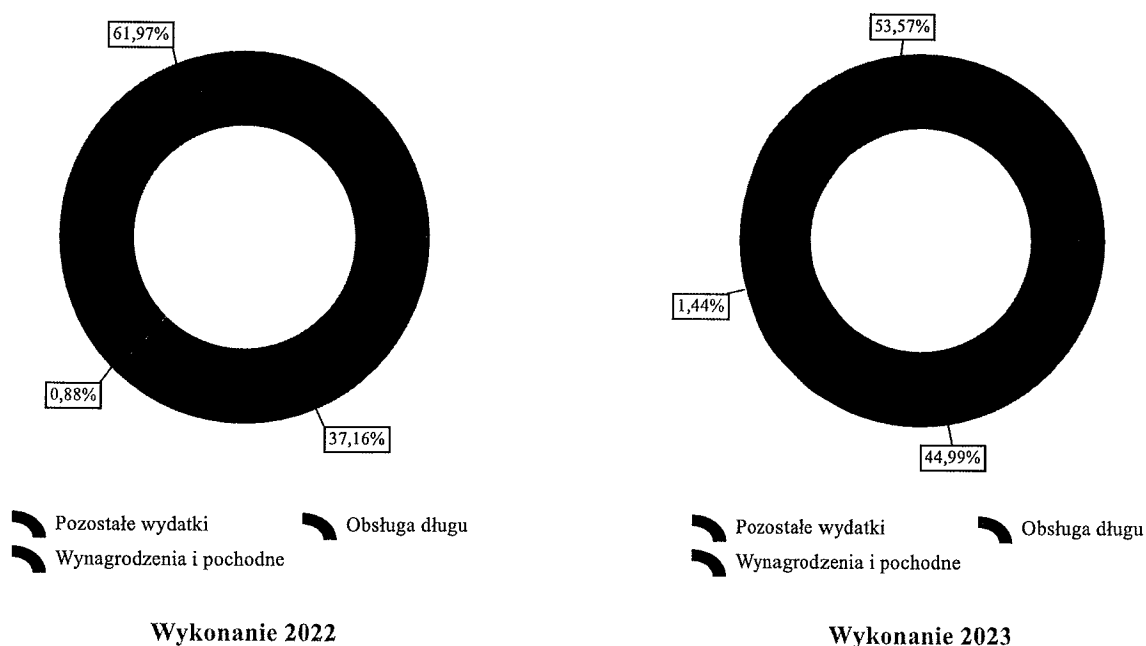 61,97%
0,88%
37,16%
Pozostałe wydatki
Obsługa długu
Wynagrodzenia i pochodne
Wykonanie 2022
53,57%
1,44%
44,99%
Pozostałe wydatki
Obsługa długu
Wynagrodzenia i pochodne
Wykonanie 2023